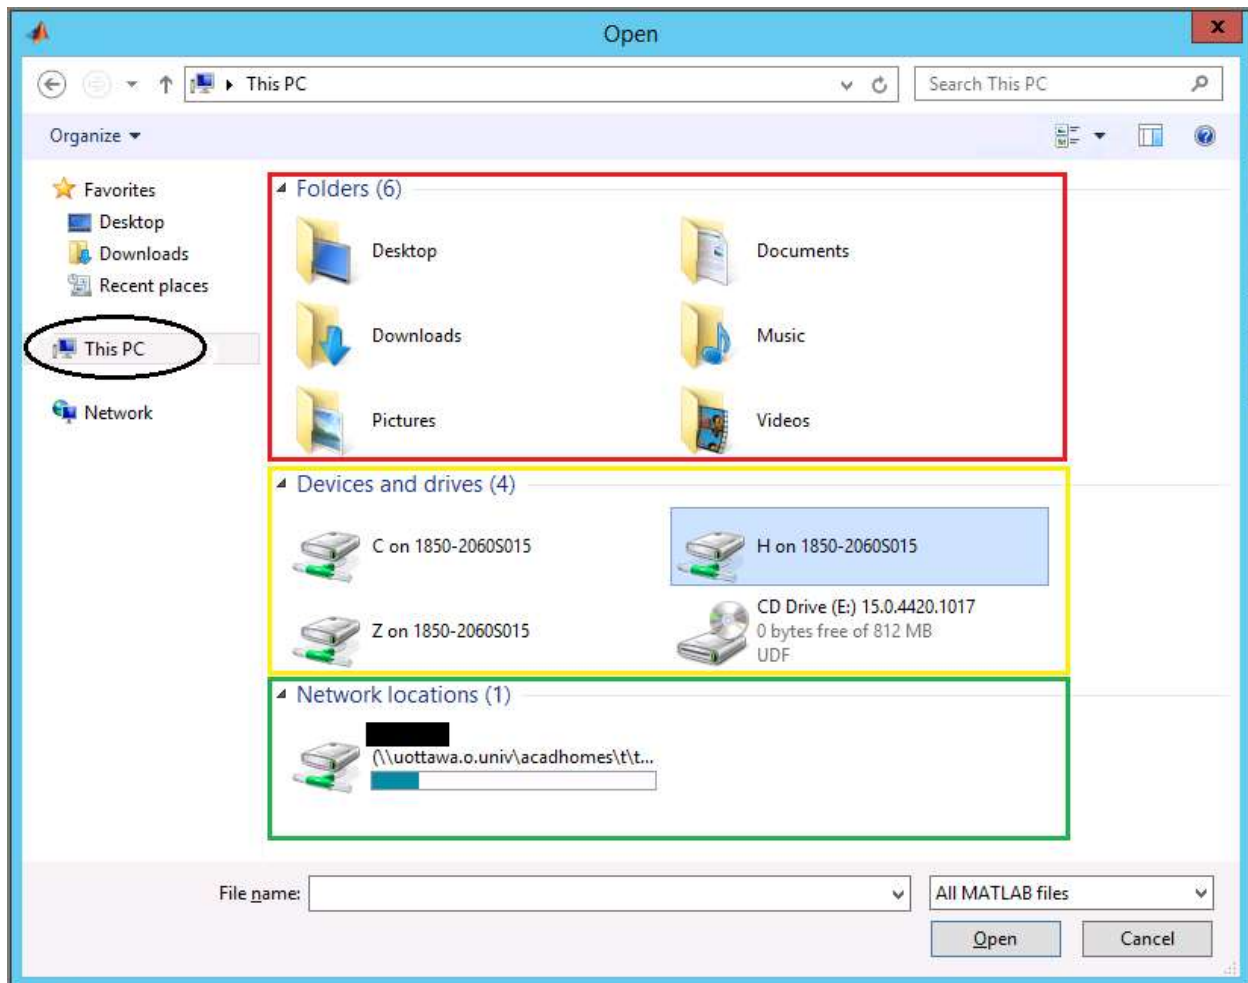 Open
This PC
Search This PC
Organize
Favorites
Desktop
Downloads
Recent places
This PC
Network
Folders (6)
Desktop
Documents
Downloads
Music
Pictures
Videos
Devices and drives (4)
C on 1850-2060S015
H on 1850-2060S015
Z on 1850-2060S015
CD Drive (E:) 15.0.4420.1017
0 bytes free of 812 MB
UDF
Network locations (1)
(\\uottawa.o.univ\acadhomes\t\t...
File name:
All MATLAB files
Open
Cancel